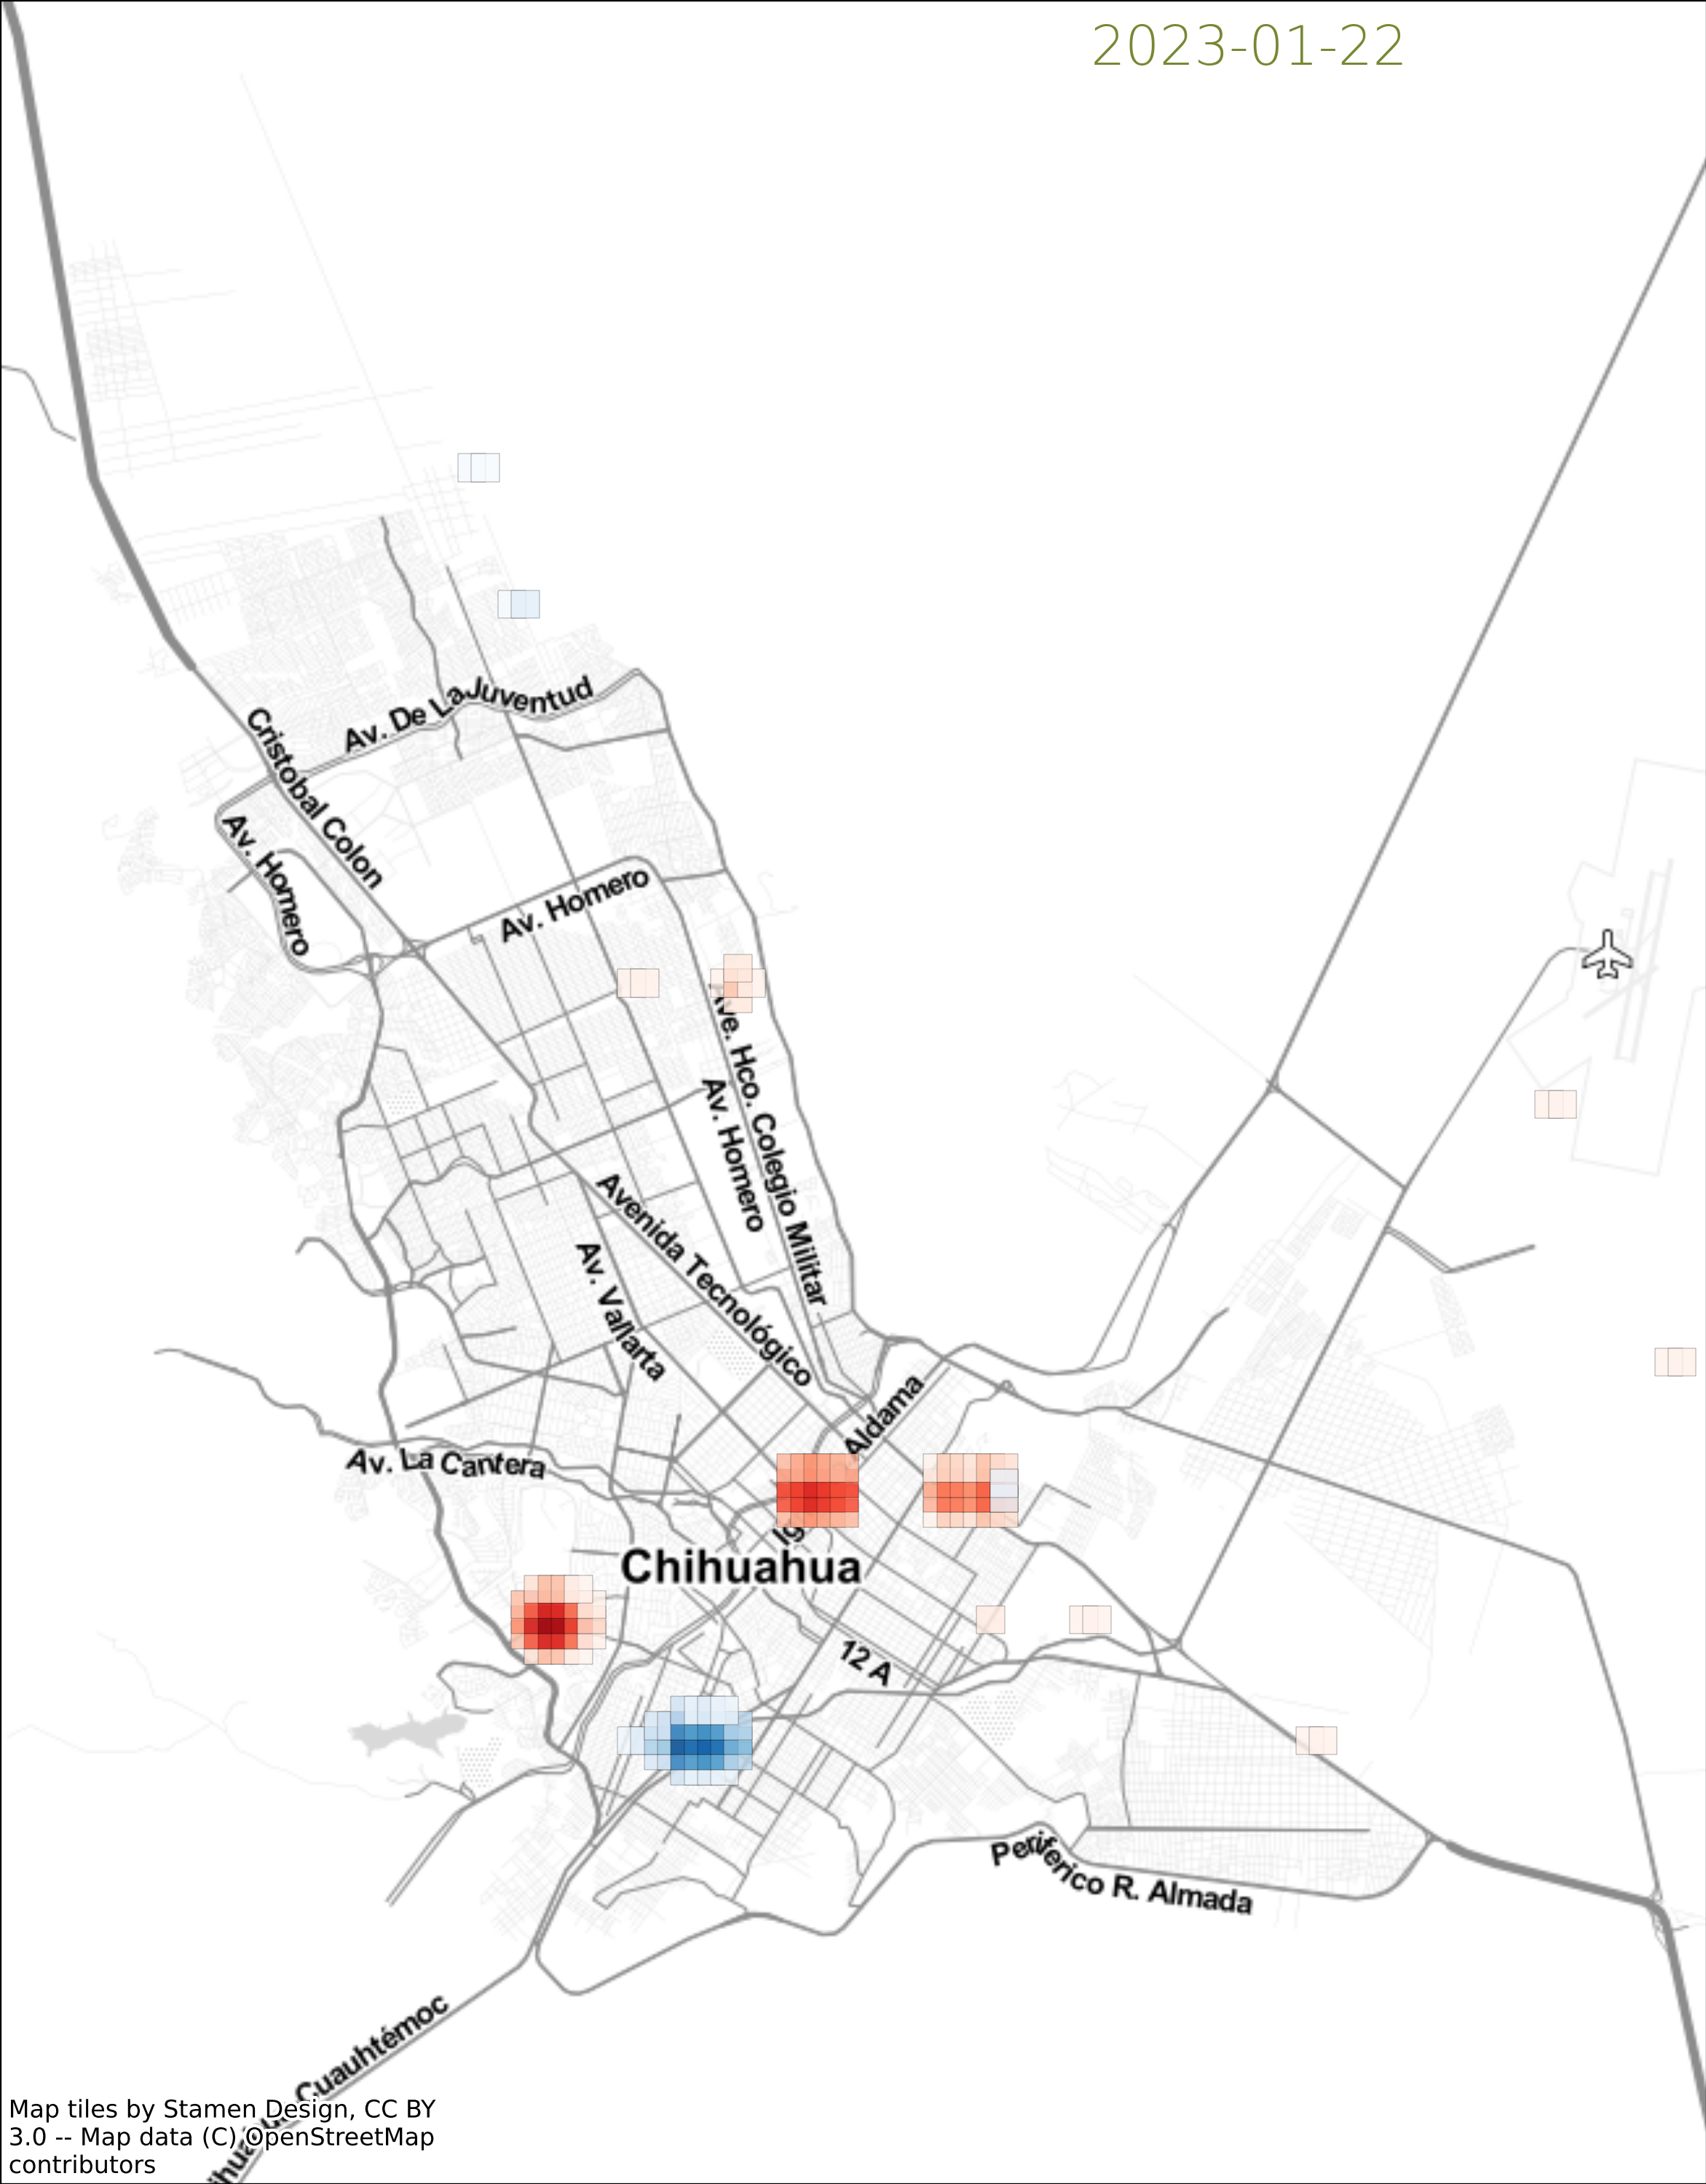 2023-01-22
Av. De La Juventud
Cristobal Colon
Av. Homero
Av. Homero
Ave. Hco. Colegio Militar
Av. Homero
Avenida Tecnológico
Av. Vallarta
Aldama
Av. La Cantera
Chihuahua
12 A
Periferico R. Almada
Cuauhtémoc
Map tiles by Stamen Design, CC BY
3.0 -- Map data (C) OpenStreetMap
contributors